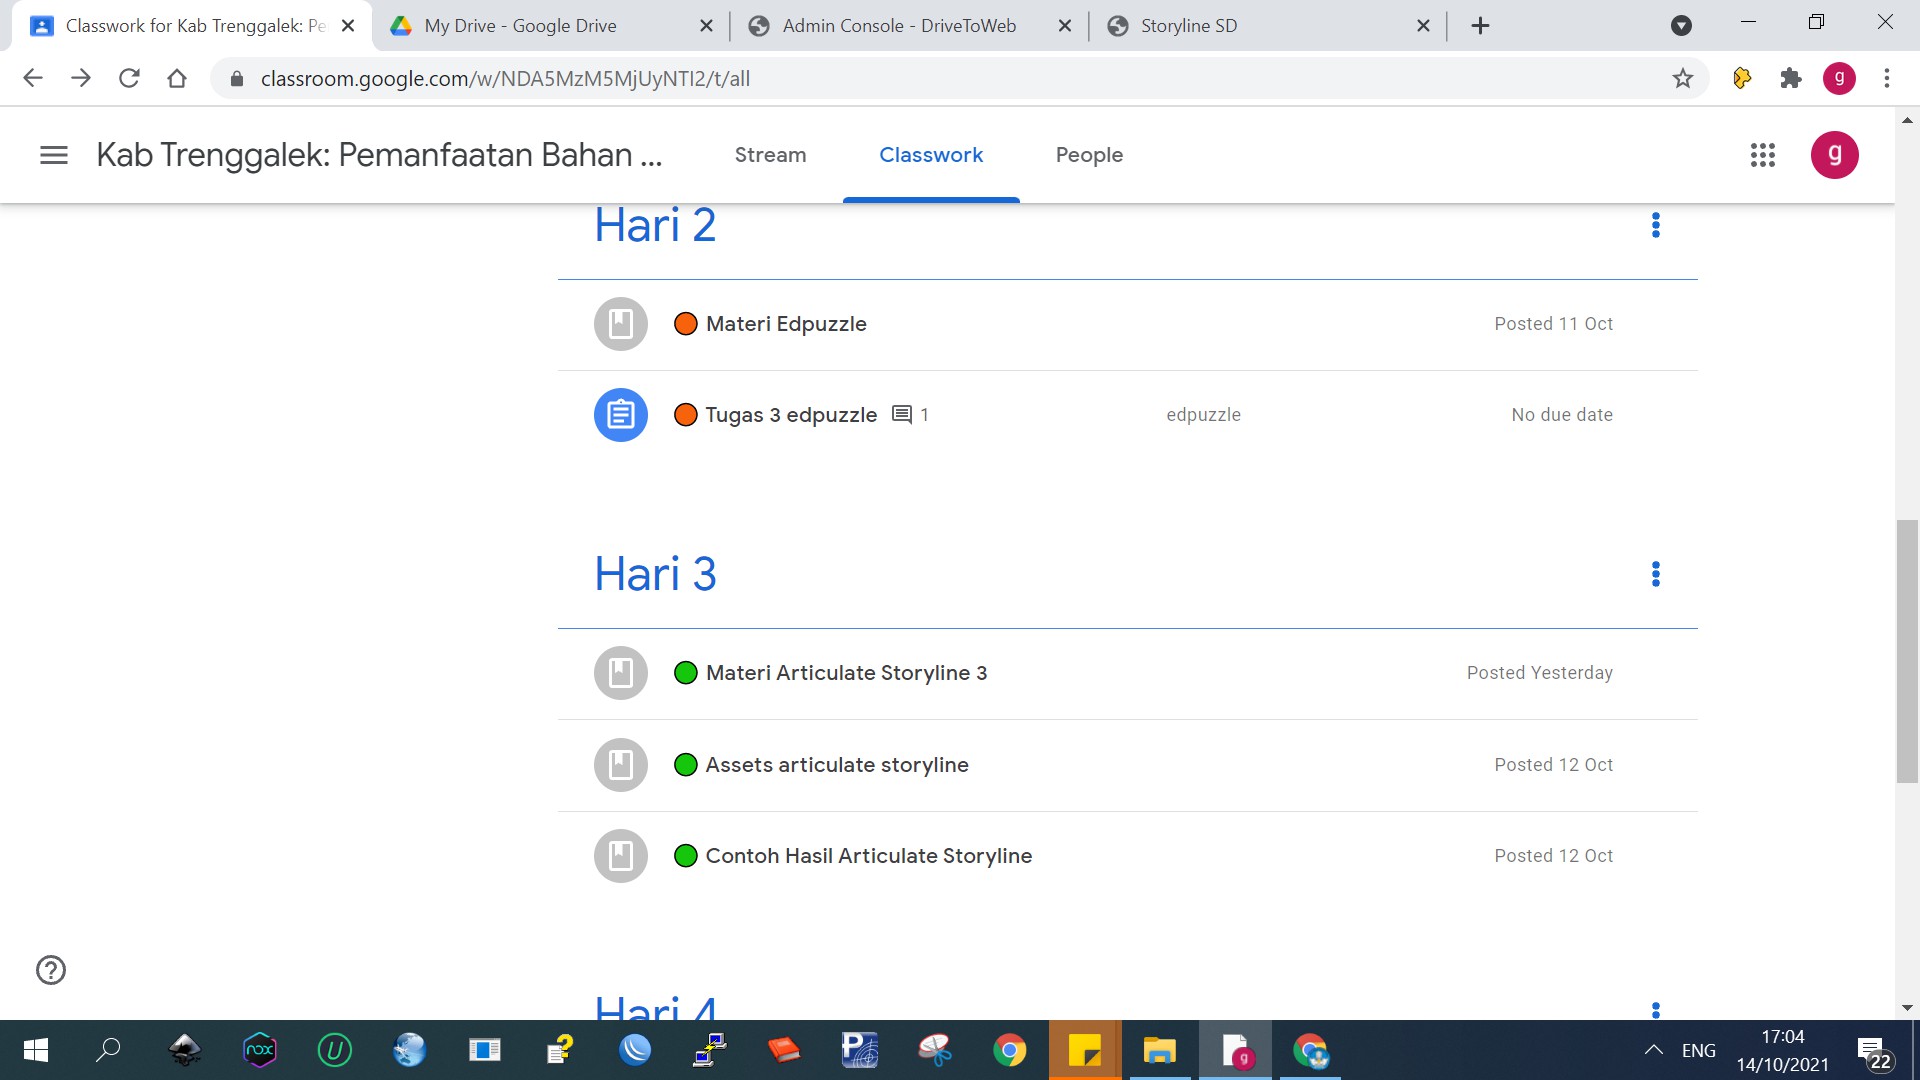 Classwork for Kab Trenggalek: Pe
My Drive - Google Drive
Admin Console - DriveToWeb
Storyline SD
classroom.google.com/w/NDA5MzM5MjUyNTI2/t/all
g
Kab Trenggalek: Pemanfaatan Bahan ...
Stream
Classwork
People
g
Hari 2
Materi Edpuzzle
Posted 11 Oct
Tugas 3 edpuzzle
1
edpuzzle
No due date
Hari 3
Materi Articulate Storyline 3
Posted Yesterday
Assets articulate storyline
Posted 12 Oct
Contoh Hasil Articulate Storyline
Posted 12 Oct
Hari 4
nox
U
P
g
ENG
17:04
14/10/2021
22